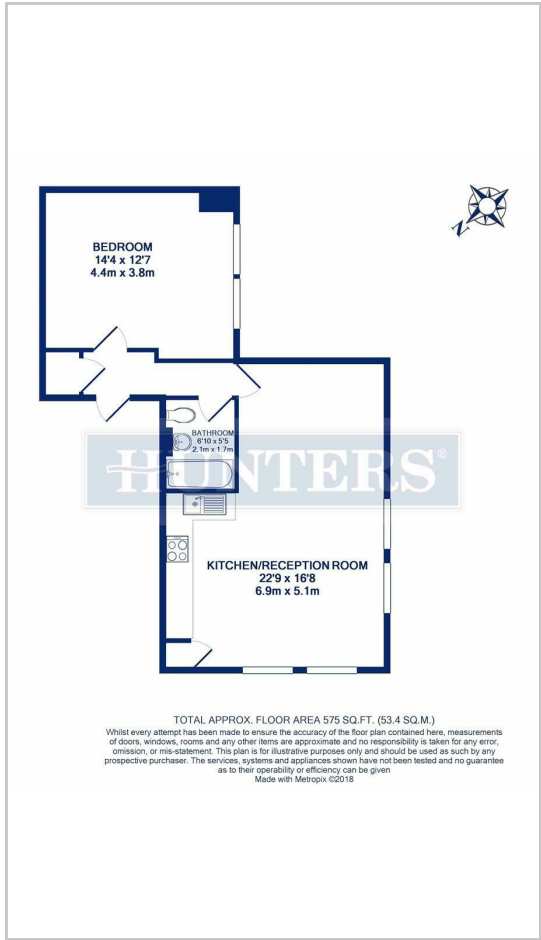 N
BEDROOM
14'4 x 12'7
4.4m x 3.8m
BATHROOM
6'10 x 5'5
2.1m x 1.7m
HUNTERS®
KITCHEN/RECEPTION ROOM
22'9 x 16'8
6.9m x 5.1m
TOTAL APPROX. FLOOR AREA 575 SQ.FT. (53.4 SQ.M.)
Whilst every attempt has been made to ensure the accuracy of the floor plan contained here, measurements
of doors, windows, rooms and any other items are approximate and no responsibility is taken for any error,
omission, or mis-statement. This plan is for illustrative purposes only and should be used as such by any
prospective purchaser. The services, systems and appliances shown have not been tested and no guarantee
as to their operability or efficiency can be given
Made with Metropix ©2018